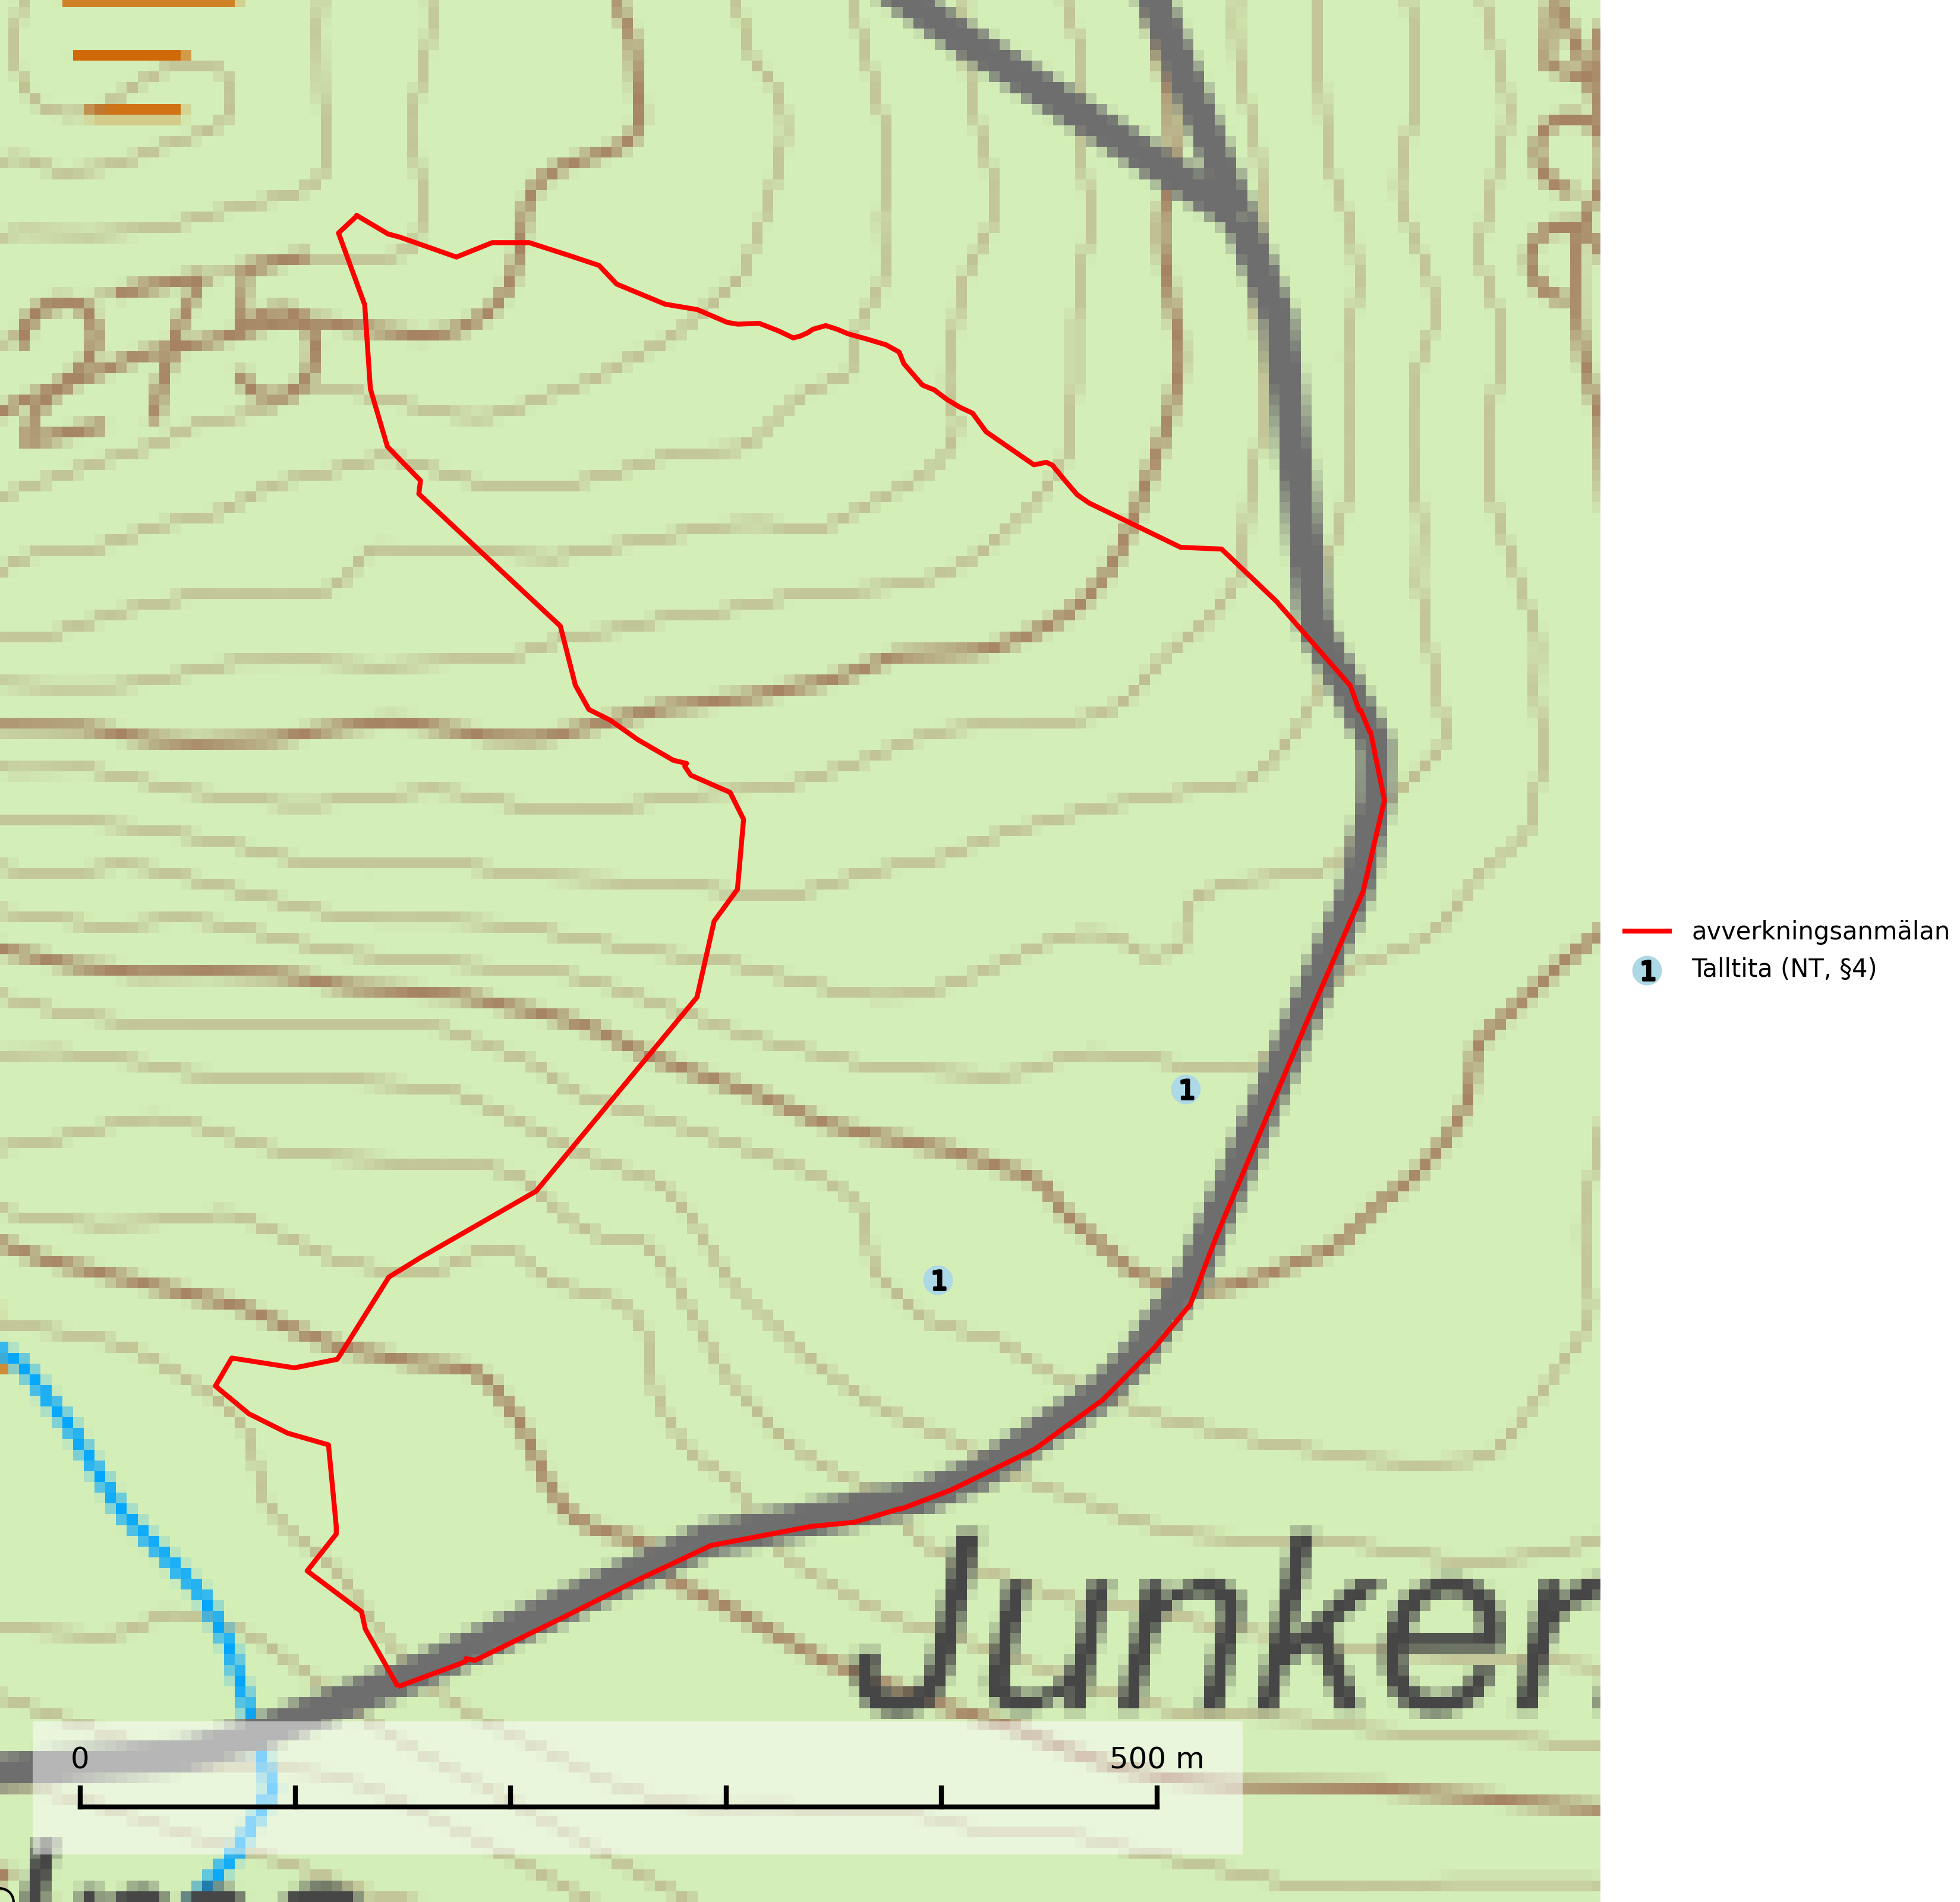 275
avverkningsanmälan
1 Talltita (NT, §4)
1
1
Junker
0 500 m